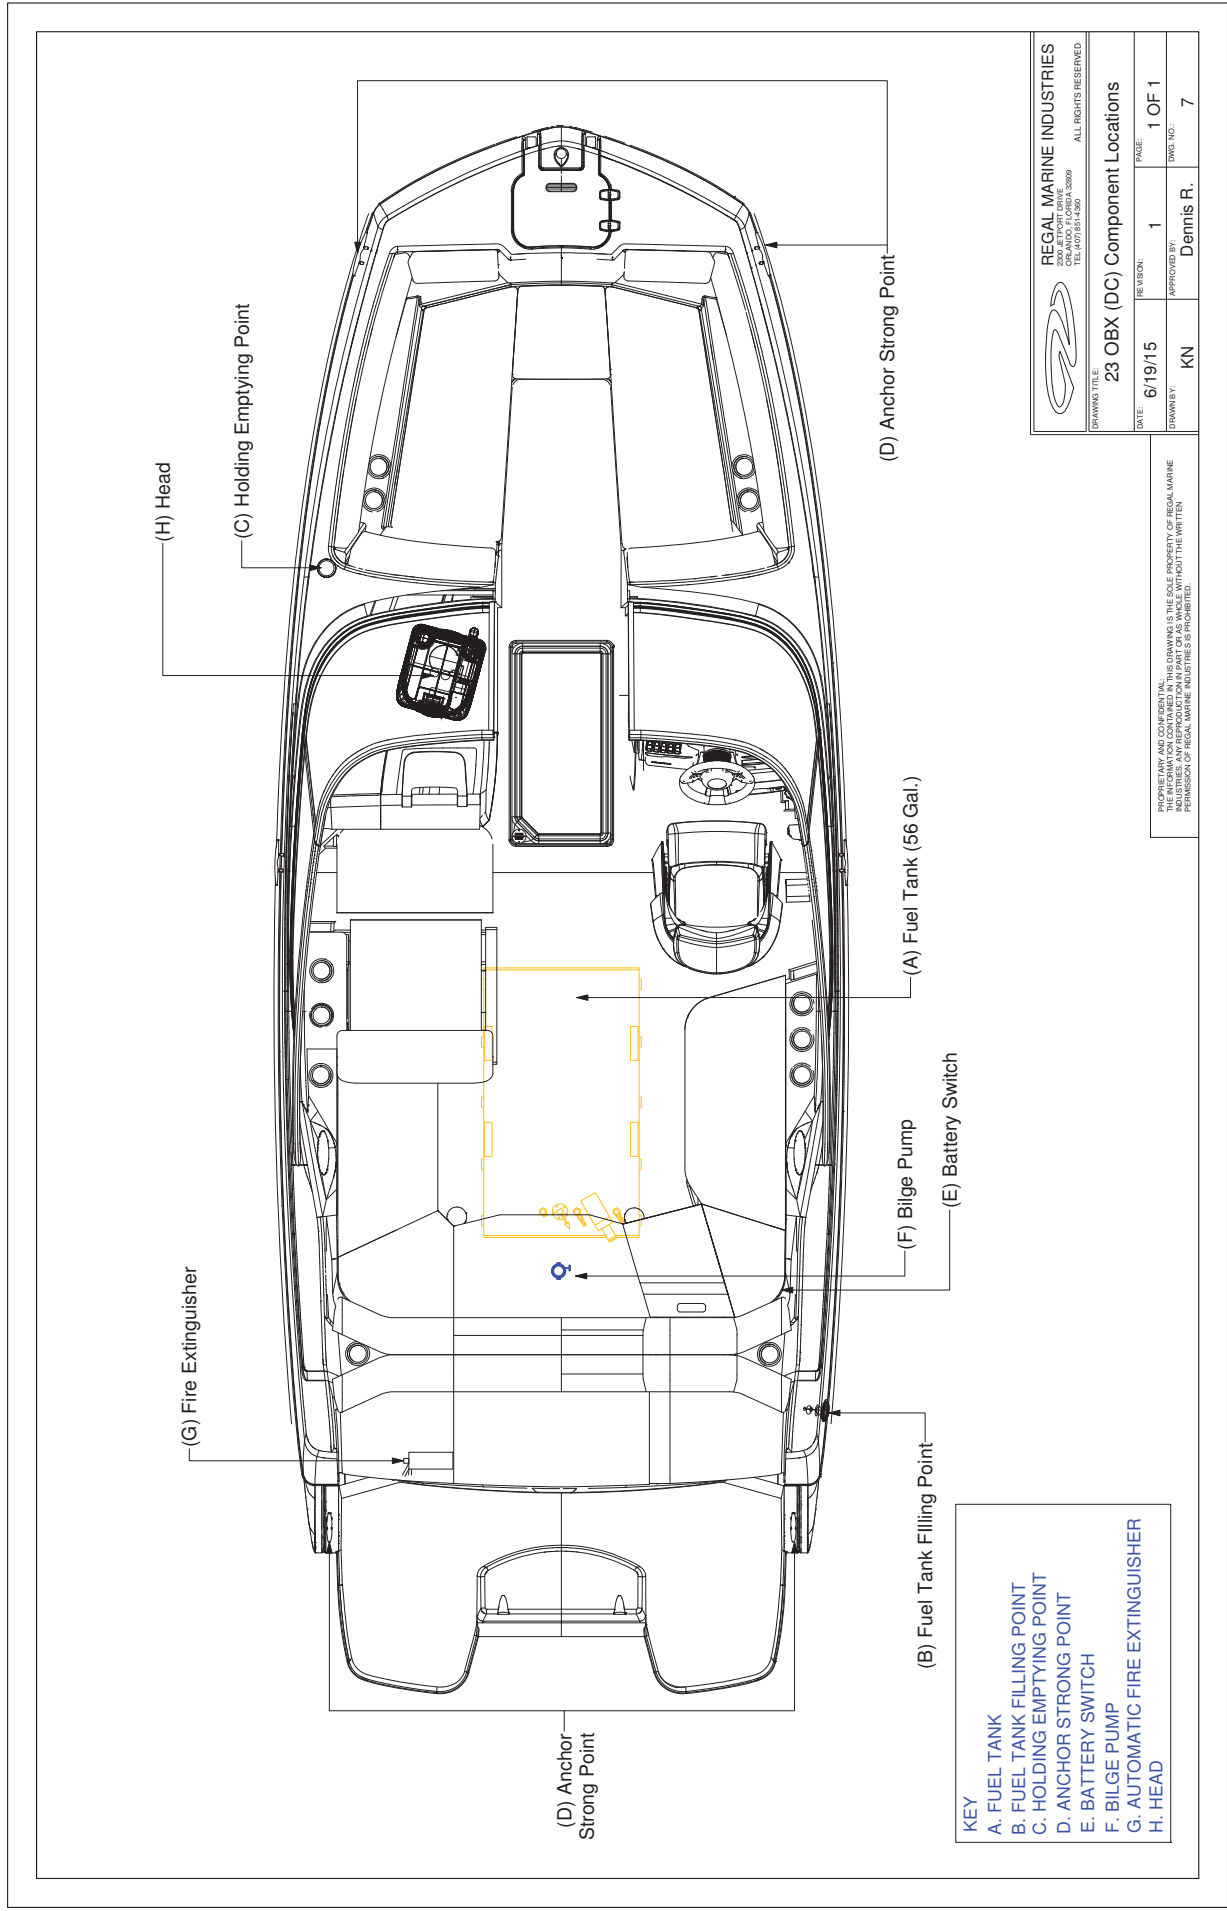 (G) Fire Extinguisher
(H) Head
(C) Holding Emptying Point
(D) Anchor
Strong Point
(D) Anchor Strong Point
(F) Bilge Pump
(A) Fuel Tank (56 Gal.)
(E) Battery Switch
(B) Fuel Tank FIlling Point
KEY
A. FUEL TANK
B. FUEL TANK FILLING POINT
C. HOLDING EMPTYING POINT
D. ANCHOR STRONG POINT
E. BATTERY SWITCH
F. BILGE PUMP
G. AUTOMATIC FIRE EXTINGUISHER
H. HEAD
PROPRIETARY AND CONFIDENTIAL:
THE INFORMATION CONTAINED IN THIS DRAWING IS THE SOLE PROPERTY OF REGAL MARINE
INDUSTRIES. ANY REPRODUCTION IN PART OR AS WHOLE WITHOUT THE WRITTEN
PERMISSION OF REGAL MARINE INDUSTRIES IS PROHIBITED.
REGAL MARINE INDUSTRIES
2300 JETPORT DRIVE
ORLANDO, FLORIDA 32809
TEL (407) 851-4360 ALL RIGHTS RESERVED
DRAWING TITLE:
23 OBX (DC) Component Locations
DATE: REVISION: PAGE:
6/19/15 1 1 OF 1
DRAWN BY: APPROVED BY: DWG. NO.:
KN Dennis R. 7